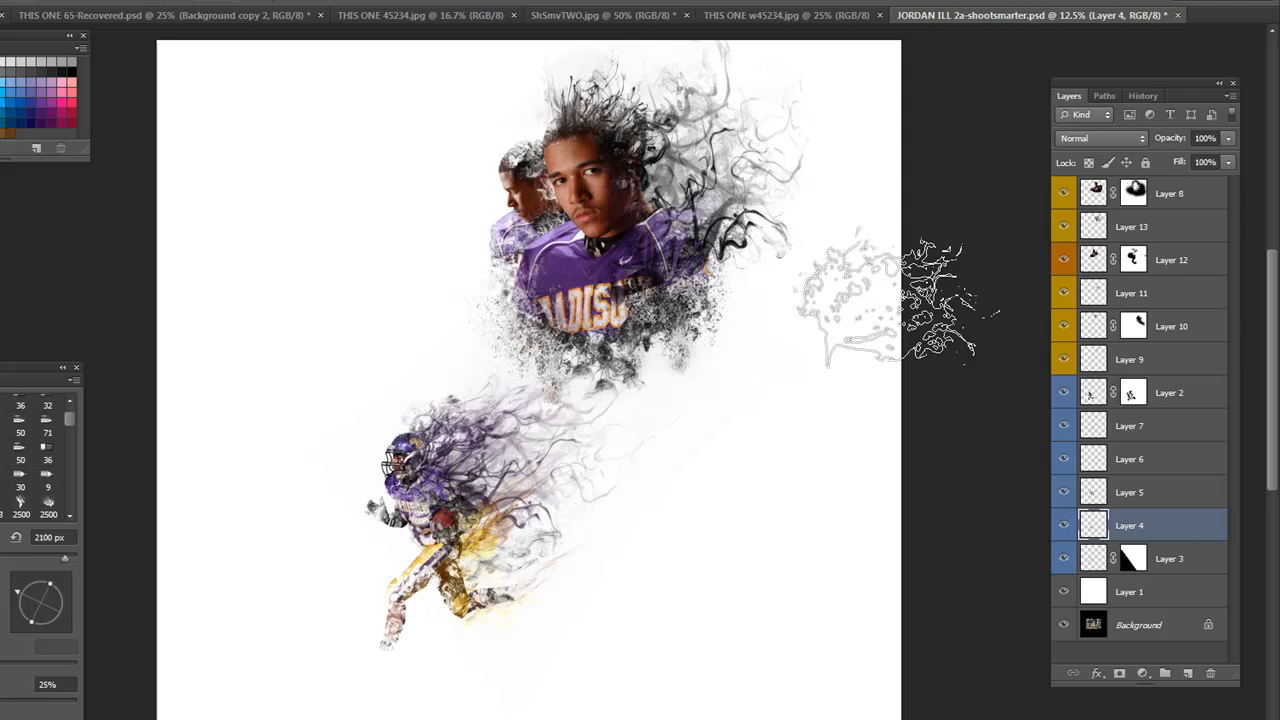 THIS ONE 65-Recovered.psd @ 25% (Background copy 2, RGB/8) * × THIS ONE 45234.jpg @ 16.7% (RGB/8) × ShSmvTWO.jpg @ 50% (RGB/8) * × THIS ONE w45234.jpg @ 25% (RGB/8) × JORDAN ILL 2a-shootsmarter.psd @ 12.5% (Layer 4, RGB/8) * ×
Layers Paths History
Kind
Normal Opacity: 100%
Lock: Fill: 100%
Layer 8
Layer 13
Layer 12
Layer 11
Layer 10
Layer 9
Layer 2
Layer 7
Layer 6
Layer 5
Layer 4
Layer 3
Layer 1
Background
36 32
50 71
50 36
30 9
2500 2500
2100 px
25%
ADISO
fx